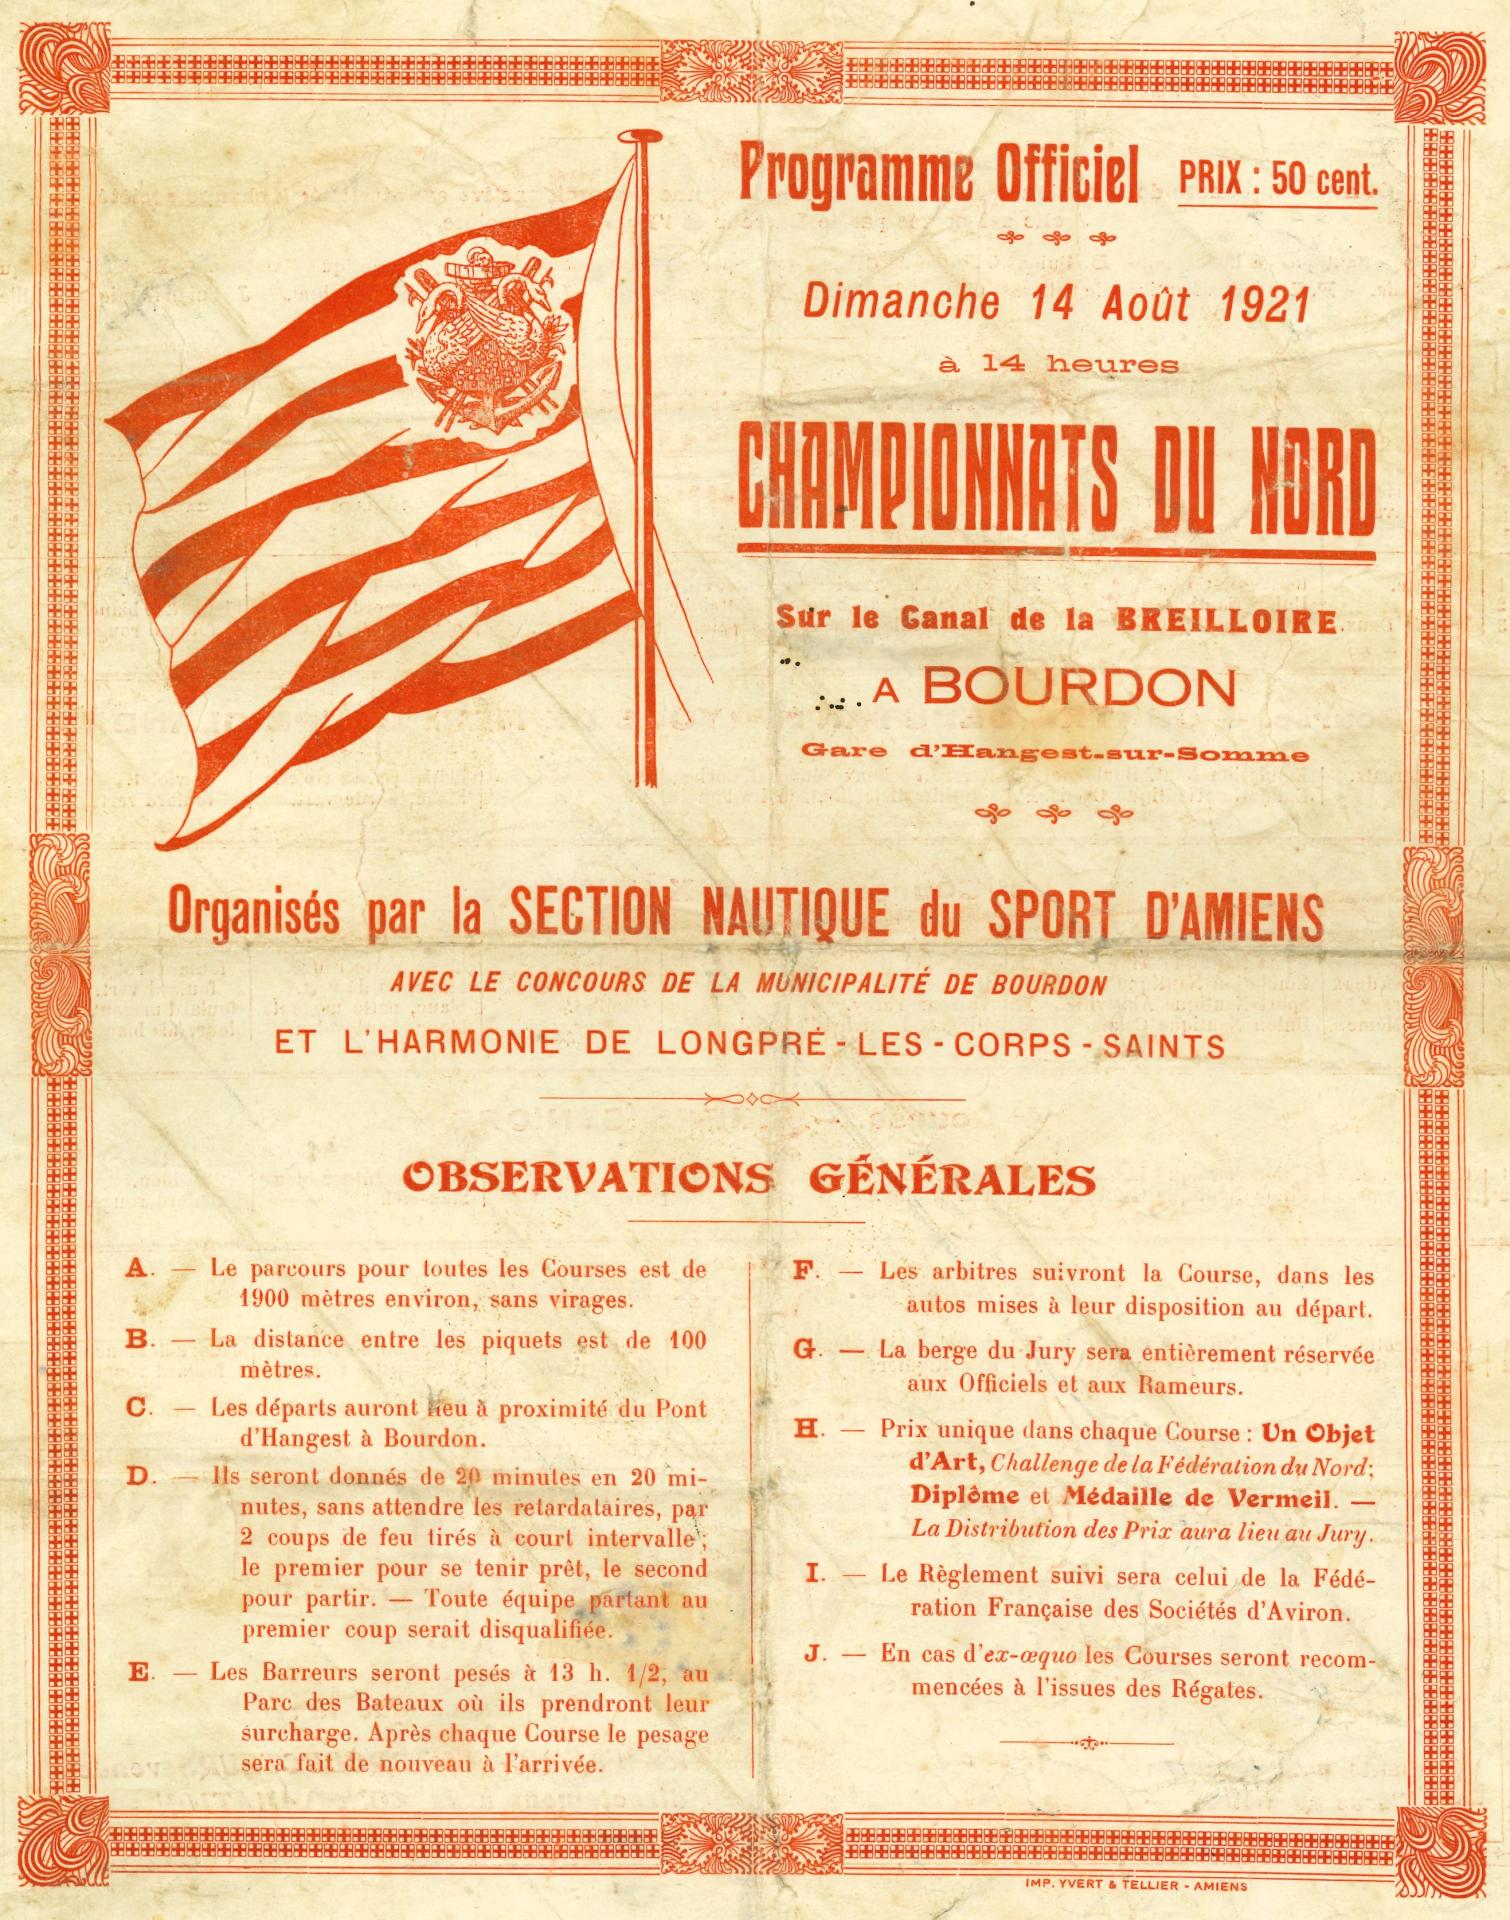 Programme Officiel PRIX : 50 cent.
Dimanche 14 Août 1921
à 14 heures
CHAMPIONNATS DU NORD
Sur le Canal de la BREILLOIRE
A BOURDON
Gare d'Hangest-sur-Somme
Organisés par la SECTION NAUTIQUE du SPORT D'AMIENS
AVEC LE CONCOURS DE LA MUNICIPALITÉ DE BOURDON
ET L'HARMONIE DE LONGPRÉ-LES-CORPS-SAINTS
OBSERVATIONS GÉNÉRALES
A. — Le parcours pour toutes les Courses est de
1900 mètres environ, sans virages.
B. — La distance entre les piquets est de 100
mètres.
C. — Les départs auront lieu à proximité du Pont
d'Hangest à Bourdon.
D. — Ils seront donnés de 20 minutes en 20 mi-
nutes, sans attendre les retardataires, par
2 coups de feu tirés à court intervalle ;
le premier pour se tenir prêt, le second
pour partir. — Toute équipe partant au
premier coup serait disqualifiée.
E. — Les Barreurs seront pesés à 13 h. 1/2, au
Parc des Bateaux où ils prendront leur
surcharge. Après chaque Course le pesage
sera fait de nouveau à l'arrivée.
F. — Les arbitres suivront la Course, dans les
autos mises à leur disposition au départ.
G. — La berge du Jury sera entièrement réservée
aux Officiels et aux Rameurs.
H. — Prix unique dans chaque Course : Un Objet
d'Art, Challenge de la Fédération du Nord;
Diplôme et Médaille de Vermeil. —
La Distribution des Prix aura lieu au Jury.
I. — Le Règlement suivi sera celui de la Fédé-
ration Française des Sociétés d'Aviron.
J. — En cas d'ex-æquo les Courses seront recom-
mencées à l'issues des Régates.
IMP. YVERT & TELLIER - AMIENS